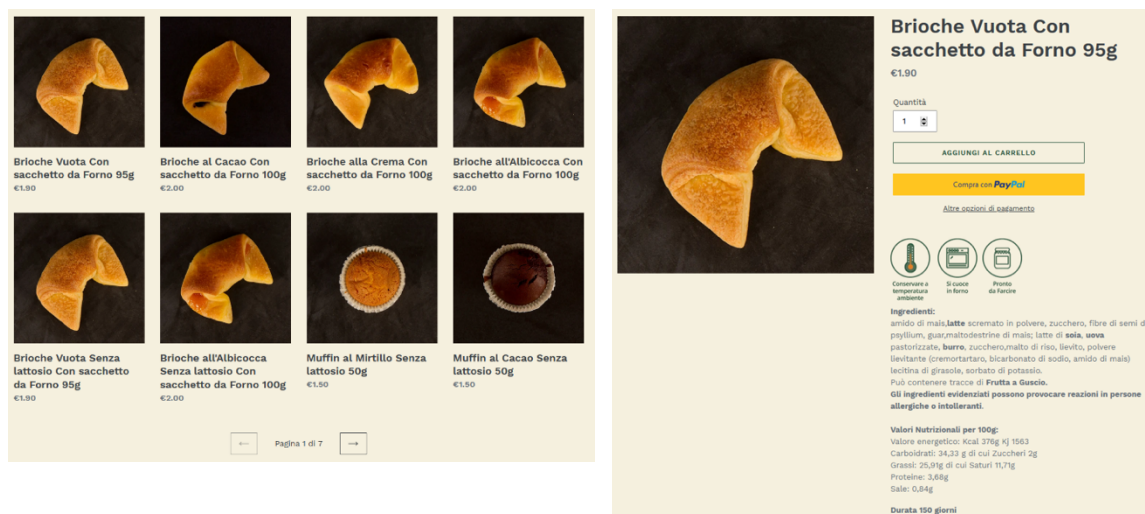 Brioche Vuota Con
sacchetto da Forno 95g
€1.90
Brioche al Cacao Con
sacchetto da Forno 100g
€2.00
Brioche alla Crema Con
sacchetto da Forno 100g
€2.00
Brioche all'Albicocca Con
sacchetto da Forno 100g
€2.00
Brioche Vuota Senza
lattosio Con sacchetto
da Forno 95g
€1.90
Brioche all'Albicocca
Senza lattosio Con
sacchetto da Forno 100g
€2.00
Muffin al Mirtillo Senza
lattosio 50g
€1.50
Muffin al Cacao Senza
lattosio 50g
€1.50
← Pagina 1 di 7 →
Brioche Vuota Con
sacchetto da Forno 95g
€1.90
Quantità
1
AGGIUNGI AL CARRELLO
Compra con PayPal
Altre opzioni di pagamento
Conservare a
temperatura
ambiente
Si cuoce
in forno
Pronto
da Farcire
Ingredienti:
amido di mais,latte scremato in polvere, zucchero, fibre di semi d
psyllium, guar,maltodestrine di mais; latte di soia, uova
pastorizzate, burro, zucchero,malto di riso, lievito, polvere
lievitante (cremortartaro, bicarbonato di sodio, amido di mais)
lecitina di girasole, sorbato di potassio.
Può contenere tracce di Frutta a Guscio.
Gli ingredienti evidenziati possono provocare reazioni in persone
allergiche o intolleranti.
Valori Nutrizionali per 100g:
Valore energetico: Kcal 376g Kj 1563
Carboidrati: 34,33 g di cui Zuccheri 2g
Grassi: 25,91g di cui Saturi 11,71g
Proteine: 3,68g
Sale: 0,84g
Durata 150 giorni